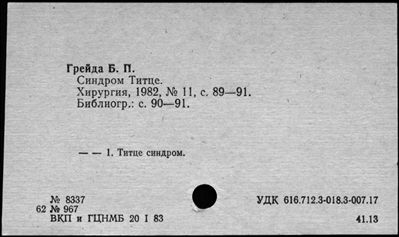 Грейда Б. П.
Синдром Титце.
Хирургия, 1982, № 11, с. 89—91.
Библиогр.: с. 90—91.
— — 1. Титце синдром.
№ 8337
62 № 967
ВКП и ГЦНМБ 20 I 83
УДК 616.712.3-018.3-007.17
41.13